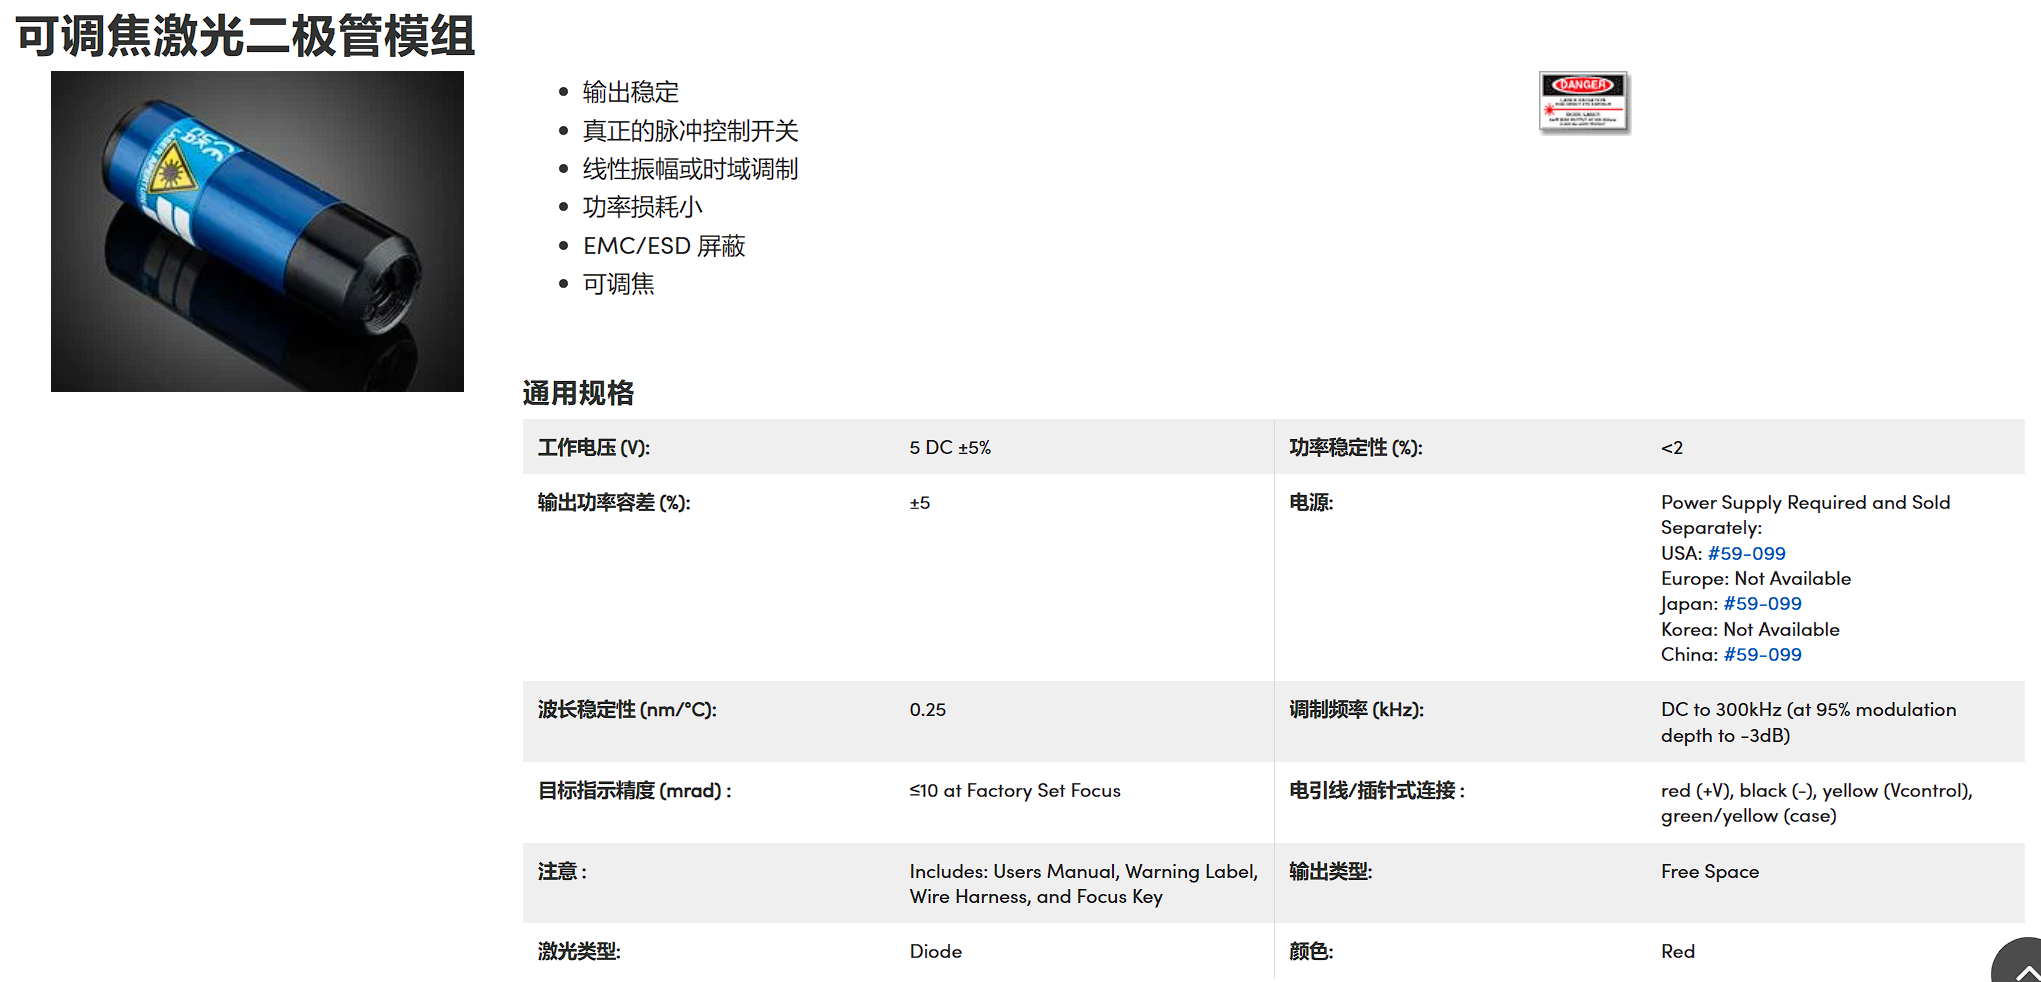 可调焦激光二极管模组
输出稳定
真正的脉冲控制开关
线性振幅或时域调制
功率损耗小
EMC/ESD 屏蔽
可调焦
DANGER
通用规格
工作电压 (V): 5 DC ±5% 功率稳定性 (%): <2
输出功率容差 (%): ±5 电源: Power Supply Required and Sold
Separately:
USA: #59-099
Europe: Not Available
Japan: #59-099
Korea: Not Available
China: #59-099
波长稳定性 (nm/°C): 0.25 调制频率 (kHz): DC to 300kHz (at 95% modulation
depth to -3dB)
目标指示精度 (mrad) : ≤10 at Factory Set Focus 电引线/插针式连接 : red (+V), black (-), yellow (Vcontrol),
green/yellow (case)
注意 : Includes: Users Manual, Warning Label, 输出类型: Free Space
Wire Harness, and Focus Key
激光类型: Diode 颜色: Red